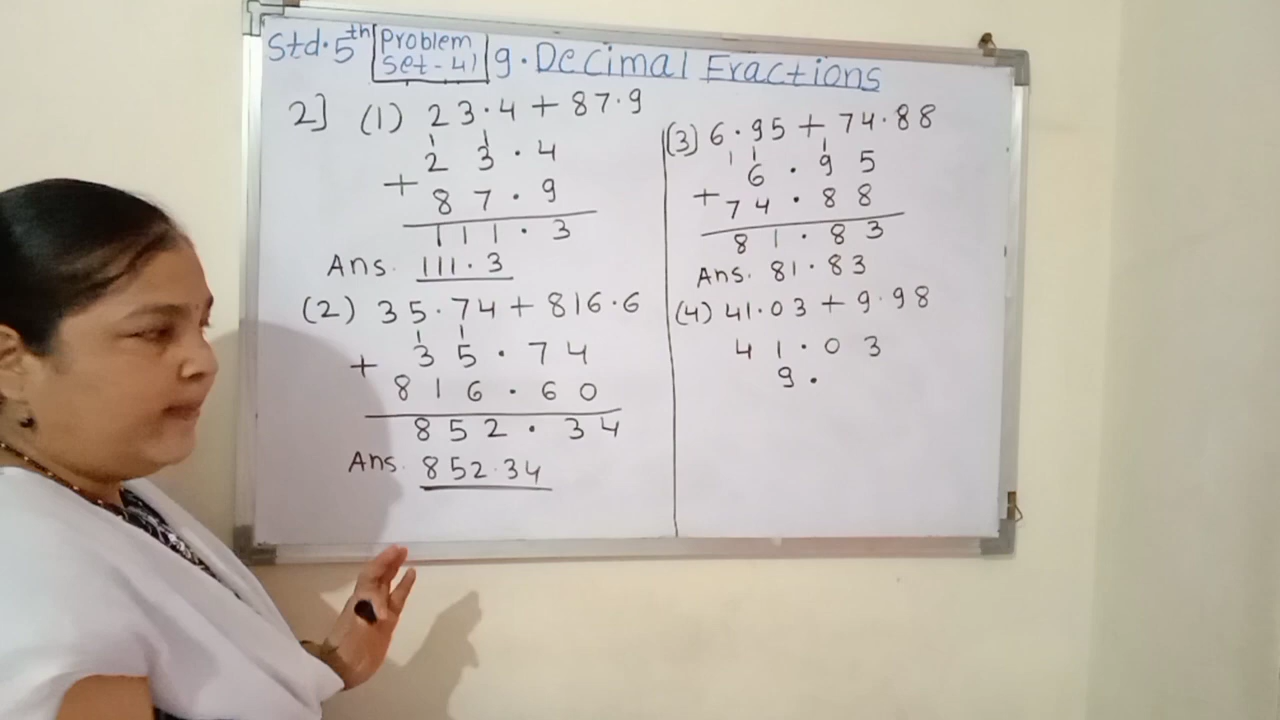 Std. 5th Problem Set-41 9. Decimal Fractions
2] (1) 23.4 + 87.9
1 1
2 3 . 4
+ 8 7 . 9
1 1 1 . 3
Ans. 111.3
(2) 35.74 + 816.6
1 1
+ 3 5 . 7 4
8 1 6 . 6 0
8 5 2 . 3 4
Ans. 852.34
(3) 6.95 + 74.88
1 1 1
6 . 9 5
+ 7 4 . 8 8
8 1 . 8 3
Ans. 81.83
(4) 41.03 + 9.98
4 1 . 0 3
9 .